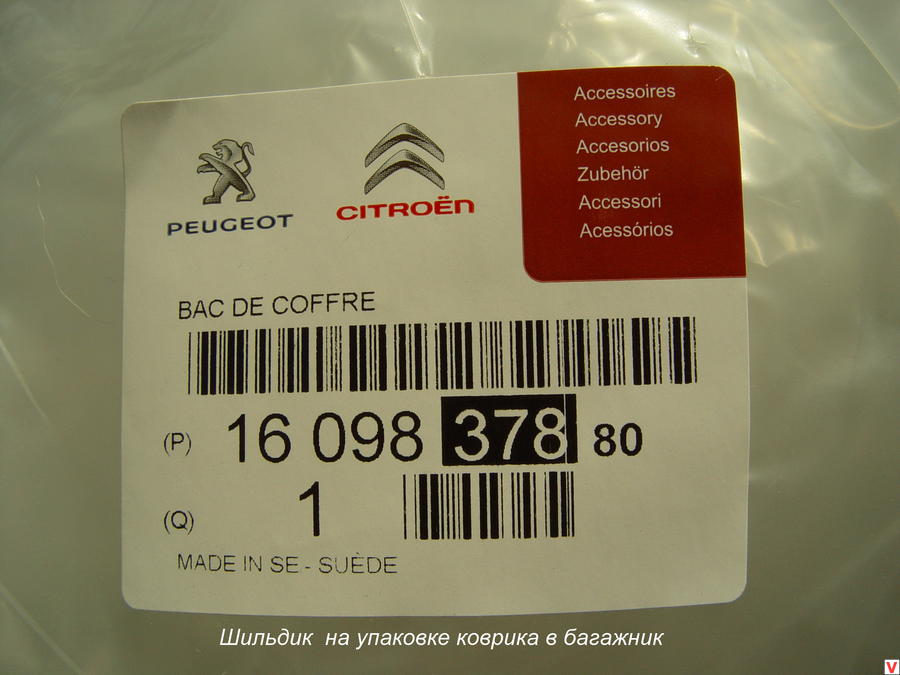 PEUGEOT
CITROËN
Accessoires
Accessory
Accesorios
Zubehör
Accessori
Acessórios
BAC DE COFFRE
(P) 16 098 378 80
(Q) 1
MADE IN SE - SUÈDE
Шильдик на упаковке коврика в багажник
V